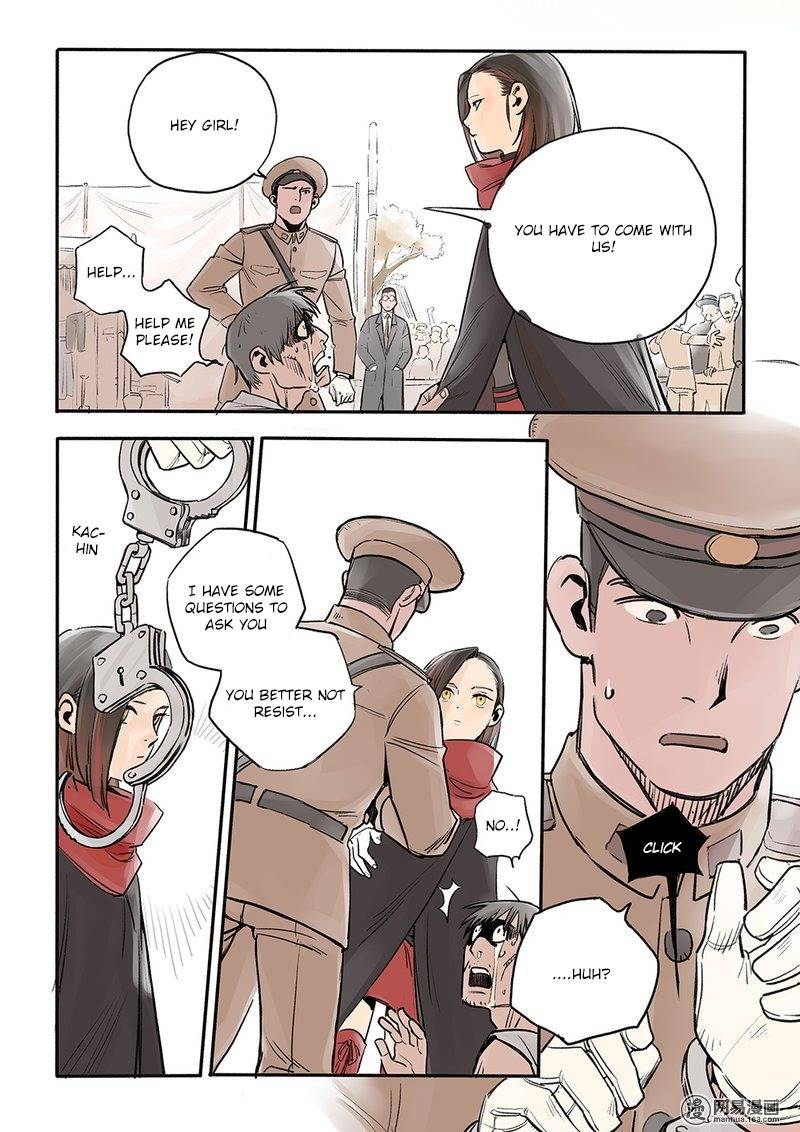 HEY GIRL!
YOU HAVE TO COME WITH
US!
HELP...
HELP ME
PLEASE!
KAC-
HIN
I HAVE SOME
QUESTIONS TO
ASK YOU
YOU BETTER NOT
RESIST...
NO..!
CLICK
....HUH?
网易漫画
manhua.163.com